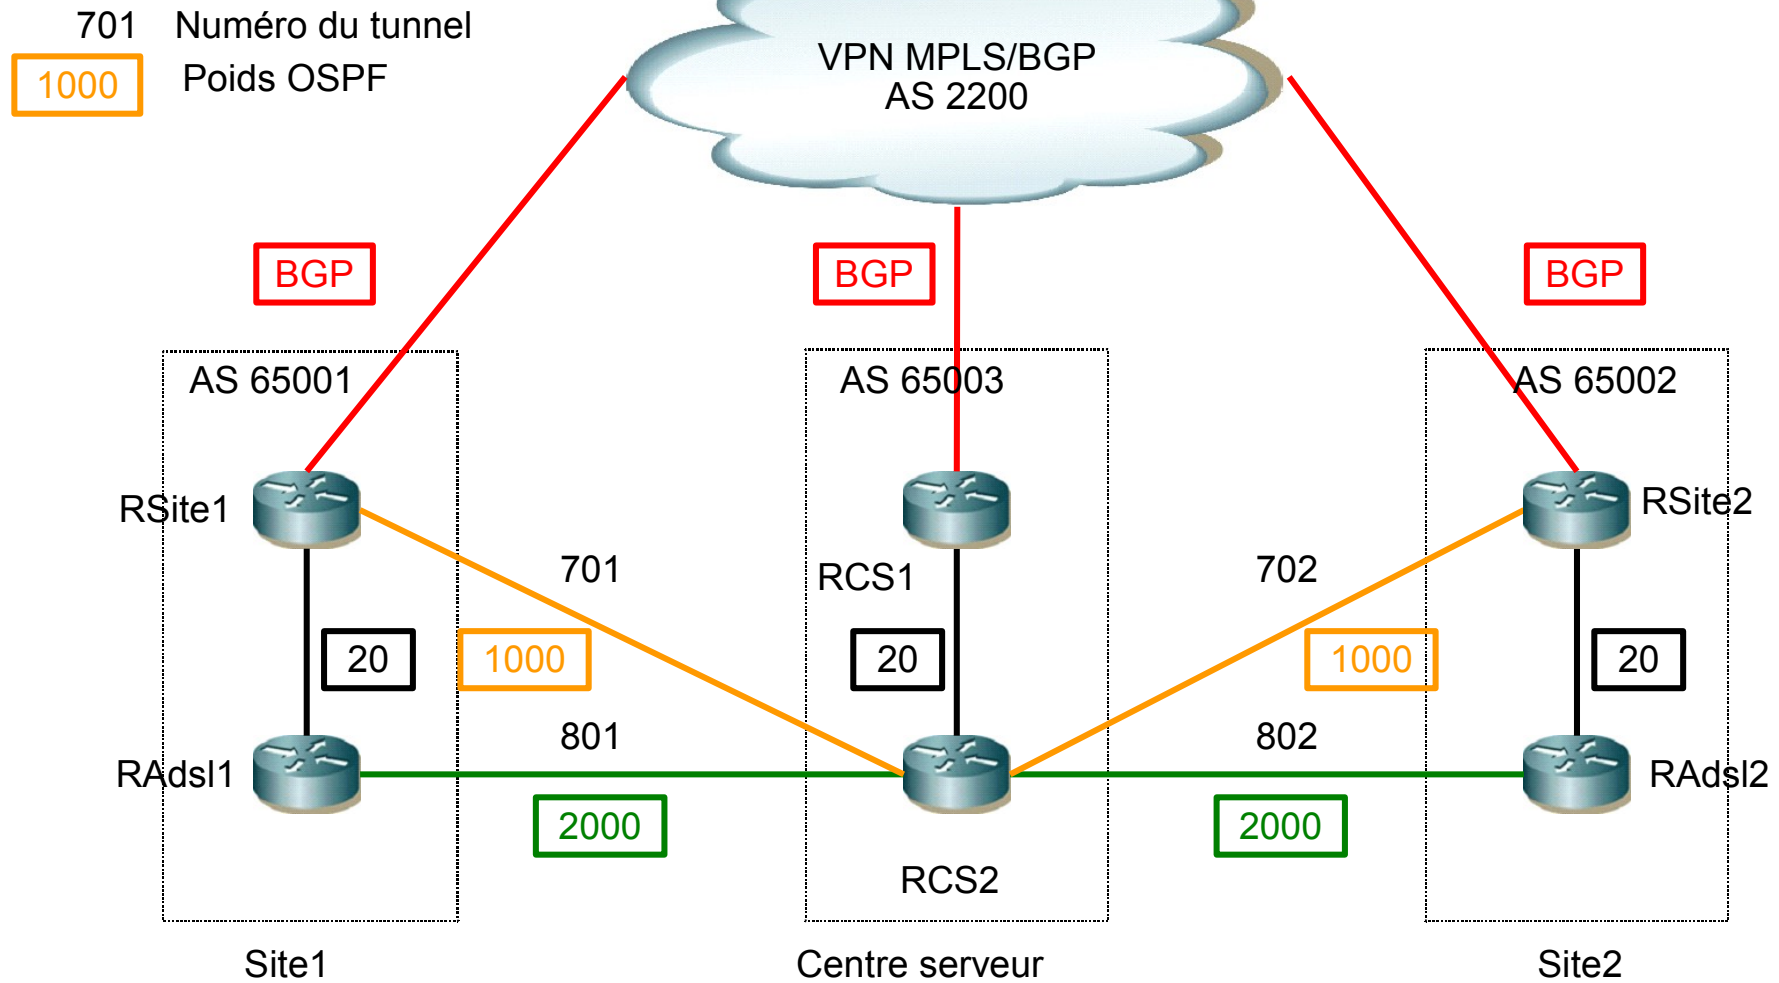 701 Numéro du tunnel
1000 Poids OSPF
VPN MPLS/BGP
AS 2200
BGP
BGP
BGP
AS 65001
AS 65003
AS 65002
RSite1
RSite2
701
RCS1
702
20
1000
20
1000
20
801
802
RAdsl1
RAdsl2
2000
2000
RCS2
Site1
Centre serveur
Site2